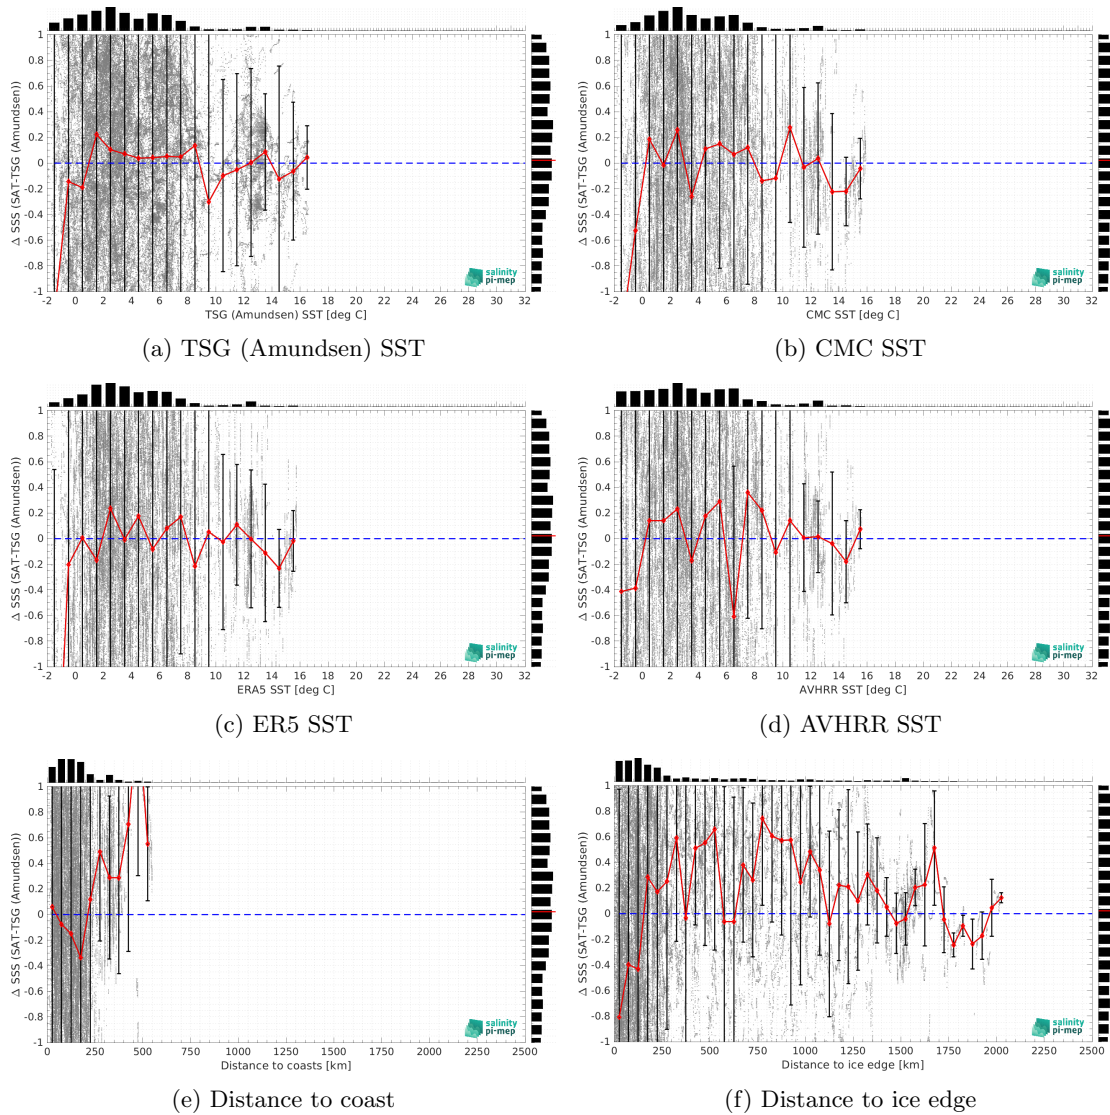 1
0.8
0.6
0.4
0.2
0
-0.2
-0.4
-0.6
-0.8
-1
Δ SSS (SAT-TSG (Amundsen))
-2 0 2 4 6 8 10 12 14 16 18 20 22 24 26 28 30 32
TSG (Amundsen) SST [deg C]
salinity
pi-mep
(a) TSG (Amundsen) SST
1
0.8
0.6
0.4
0.2
0
-0.2
-0.4
-0.6
-0.8
-1
Δ SSS (SAT-TSG (Amundsen))
-2 0 2 4 6 8 10 12 14 16 18 20 22 24 26 28 30 32
CMC SST [deg C]
salinity
pi-mep
(b) CMC SST
1
0.8
0.6
0.4
0.2
0
-0.2
-0.4
-0.6
-0.8
-1
Δ SSS (SAT-TSG (Amundsen))
-2 0 2 4 6 8 10 12 14 16 18 20 22 24 26 28 30 32
ERA5 SST [deg C]
salinity
pi-mep
(c) ER5 SST
1
0.8
0.6
0.4
0.2
0
-0.2
-0.4
-0.6
-0.8
-1
Δ SSS (SAT-TSG (Amundsen))
-2 0 2 4 6 8 10 12 14 16 18 20 22 24 26 28 30 32
AVHRR SST [deg C]
salinity
pi-mep
(d) AVHRR SST
1
0.8
0.6
0.4
0.2
0
-0.2
-0.4
-0.6
-0.8
-1
Δ SSS (SAT-TSG (Amundsen))
0 250 500 750 1000 1250 1500 1750 2000 2250 2500
Distance to coasts [km]
salinity
pi-mep
(e) Distance to coast
1
0.8
0.6
0.4
0.2
0
-0.2
-0.4
-0.6
-0.8
-1
Δ SSS (SAT-TSG (Amundsen))
0 250 500 750 1000 1250 1500 1750 2000 2250 2500
Distance to ice edge [km]
salinity
pi-mep
(f) Distance to ice edge